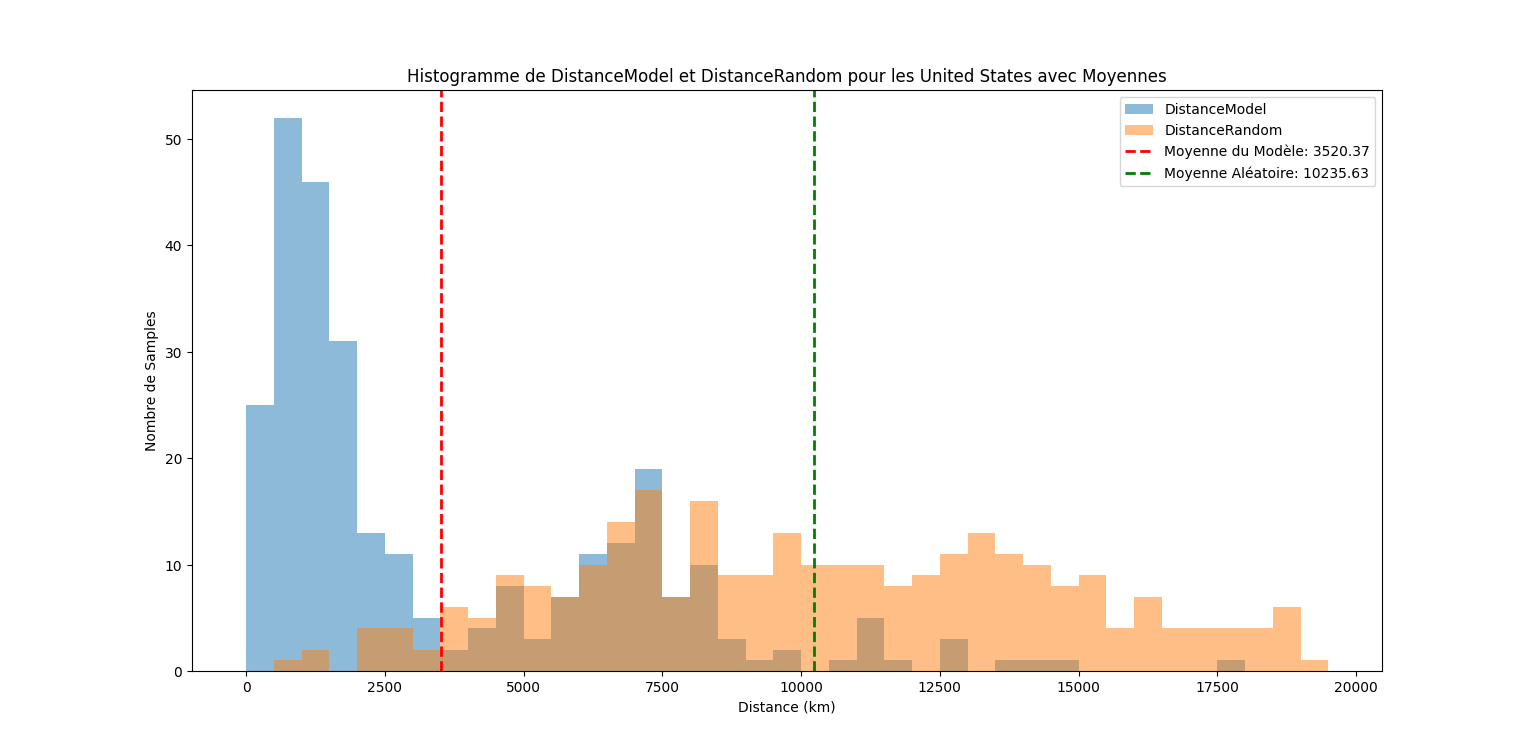 Histogramme de DistanceModel et DistanceRandom pour les United States avec Moyennes
DistanceModel
DistanceRandom
Moyenne du Modèle: 3520.37
Moyenne Aléatoire: 10235.63
Nombre de Samples
50
40
30
20
10
0
0 2500 5000 7500 10000 12500 15000 17500 20000
Distance (km)